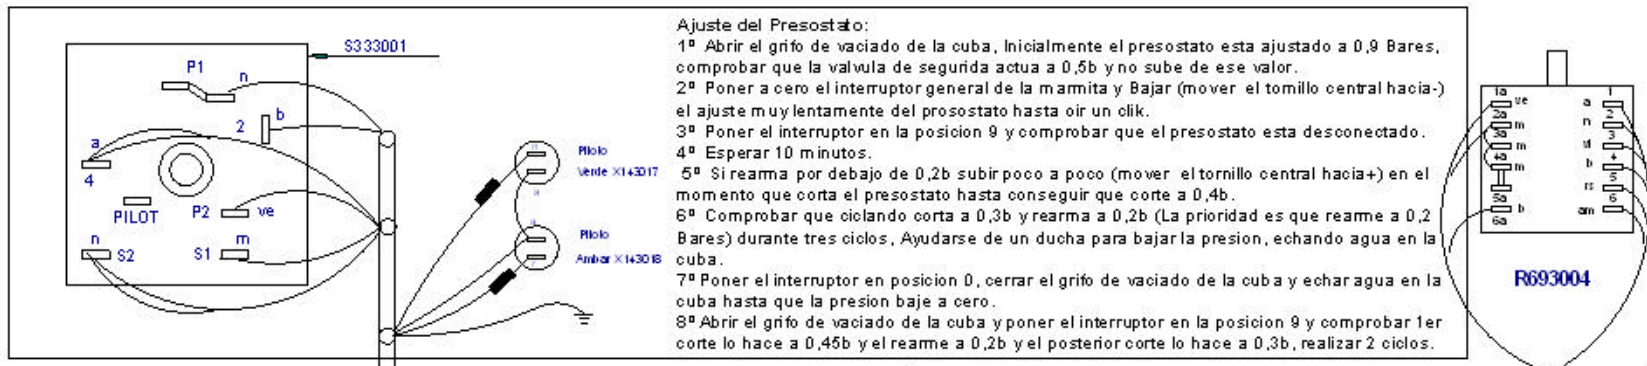 S333001
P1
n
b
2
a
4
PILOT
P2
ve
n
S2
S1
m
Piloto
Verde X143017
Piloto
Ambar X143018
Ajuste del Presostato:
1º Abrir el grifo de vaciado de la cuba, Inicialmente el presostato esta ajustado a 0,9 Bares,
comprobar que la valvula de segurida actua a 0,5b y no sube de ese valor.
2º Poner a cero el interruptor general de la marmita y Bajar (mover el tornillo central hacia-)
el ajuste muy lentamente del prosostato hasta oir un clik.
3º Poner el interruptor en la posicion 9 y comprobar que el presostato esta desconectado.
4º Esperar 10 minutos.
5º Si rearma por debajo de 0,2b subir poco a poco (mover el tornillo central hacia+) en el
momento que corta el presostato hasta conseguir que corte a 0,4b.
6º Comprobar que ciclando corta a 0,3b y rearma a 0,2b (La prioridad es que rearme a 0,2
Bares) durante tres ciclos, Ayudarse de un ducha para bajar la presion, echando agua en la
cuba.
7º Poner el interruptor en posicion 0, cerrar el grifo de vaciado de la cuba y echar agua en la
cuba hasta que la presion baje a cero.
8º Abrir el grifo de vaciado de la cuba y poner el interruptor en la posicion 9 y comprobar 1er
corte lo hace a 0,45b y el rearme a 0,2b y el posterior corte lo hace a 0,3b, realizar 2 ciclos.
1a 1
ve a
2a 2
m n
3a 3
m vl
4a 4
m b
5
rs
5a 6
b am
6a
R693004